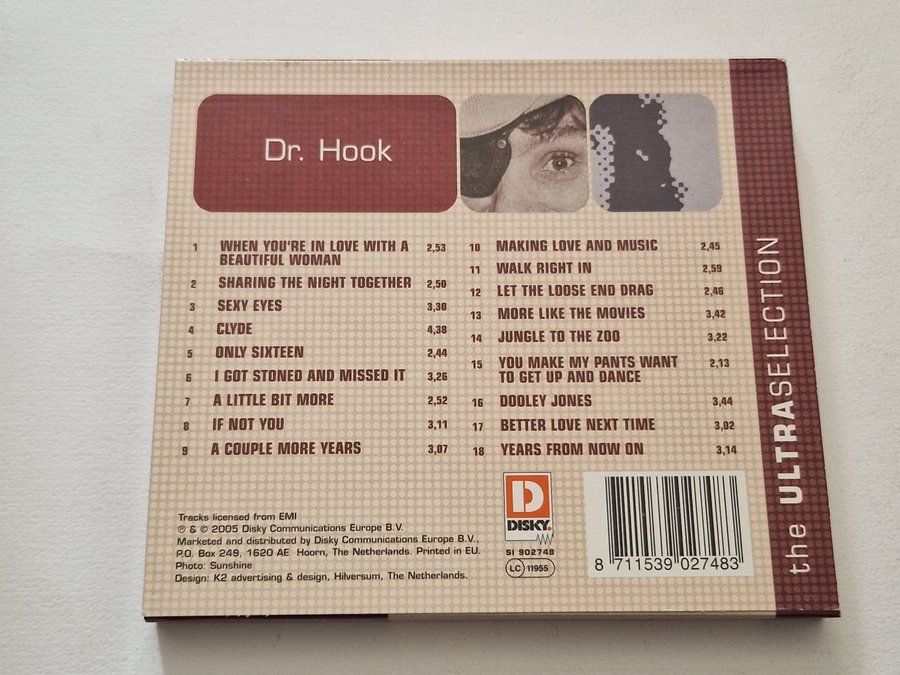 Dr. Hook
1 WHEN YOU'RE IN LOVE WITH A 2,53
BEAUTIFUL WOMAN
2 SHARING THE NIGHT TOGETHER 2,50
3 SEXY EYES 3,30
4 CLYDE 4,38
5 ONLY SIXTEEN 2,44
6 I GOT STONED AND MISSED IT 3,26
7 A LITTLE BIT MORE 2,52
8 IF NOT YOU 3,11
9 A COUPLE MORE YEARS 3,07
10 MAKING LOVE AND MUSIC 2,45
11 WALK RIGHT IN 2,59
12 LET THE LOOSE END DRAG 2,46
13 MORE LIKE THE MOVIES 3,42
14 JUNGLE TO THE ZOO 3,22
15 YOU MAKE MY PANTS WANT 2,13
TO GET UP AND DANCE
16 DOOLEY JONES 3,44
17 BETTER LOVE NEXT TIME 3,02
18 YEARS FROM NOW ON 3,14
Tracks licensed from EMI
℗ & © 2005 Disky Communications Europe B.V.
Marketed and distributed by Disky Communications Europe B.V.,
P.O. Box 249, 1620 AE Hoorn, The Netherlands. Printed in EU.
Photo: Sunshine
Design: K2 advertising & design, Hilversum, The Netherlands.
D
DISKY.
SI 902748
LC 11955
8 711539 027483
the ULTRASELECTION